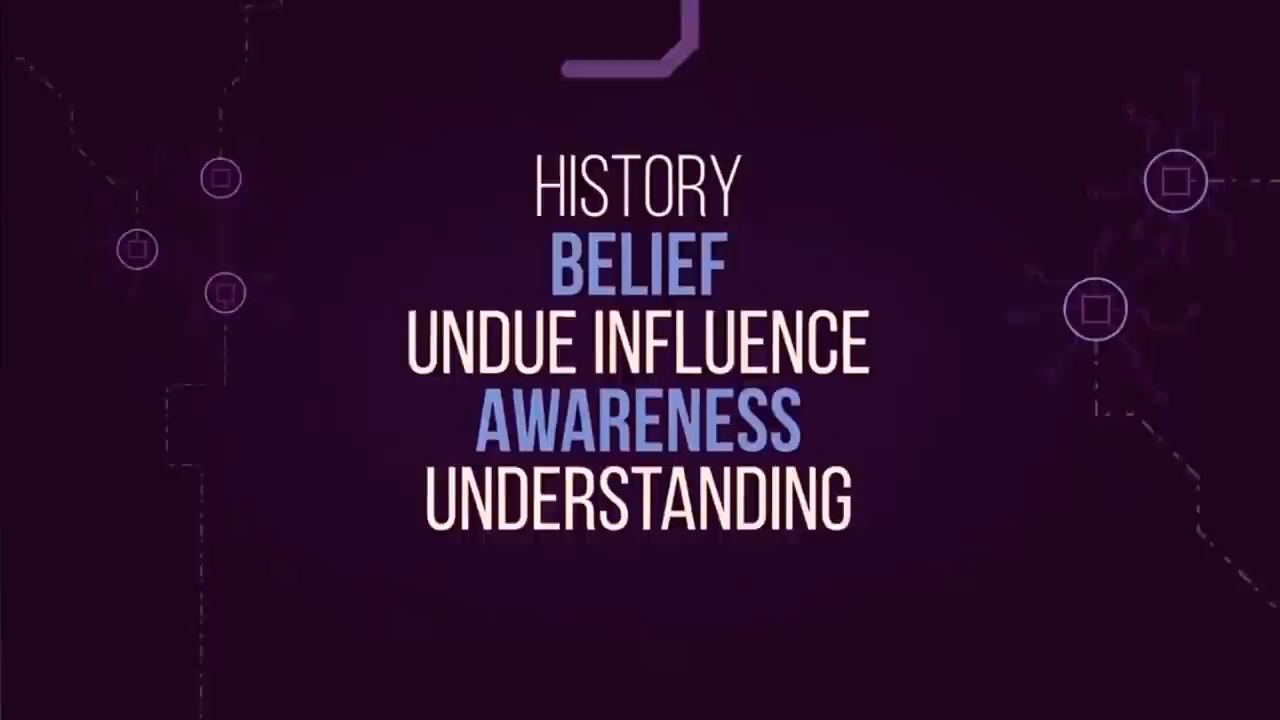 HISTORY
BELIEF
UNDUE INFLUENCE
AWARENESS
UNDERSTANDING